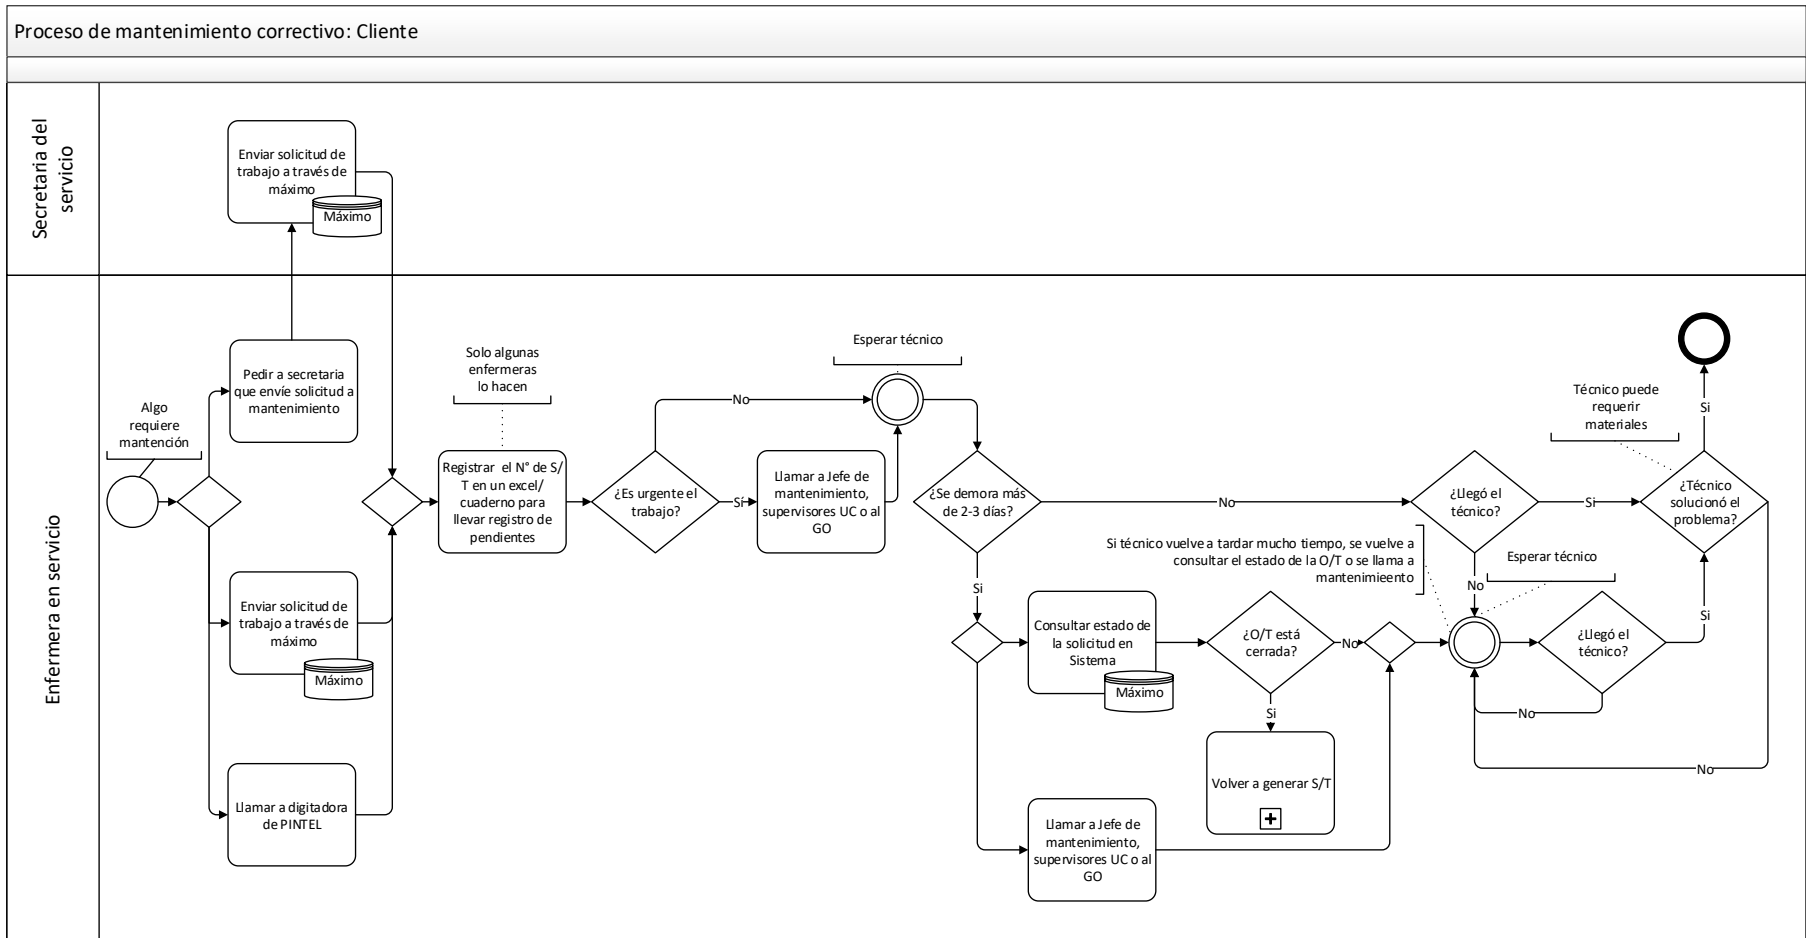 Proceso de mantenimiento correctivo: Cliente
Secretaria del
servicio
Enviar solicitud de
trabajo a través de
máximo
Máximo
Enfermera en servicio
Algo
requiere
mantención
Pedir a secretaria
que envíe solicitud a
mantenimiento
Enviar solicitud de
trabajo a través de
máximo
Máximo
Llamar a digitadora
de PINTEL
Solo algunas
enfermeras
lo hacen
Registrar el N° de S/
T en un excel/
cuaderno para
llevar registro de
pendientes
¿Es urgente el
trabajo?
No
Sí
Llamar a Jefe de
mantenimiento,
supervisores UC o al
GO
Esperar técnico
¿Se demora más
de 2-3 días?
No
Si
Consultar estado de
la solicitud en
Sistema
Máximo
Llamar a Jefe de
mantenimiento,
supervisores UC o al
GO
¿O/T está
cerrada?
No
Si
Volver a generar S/T
Si técnico vuelve a tardar mucho tiempo, se vuelve a
consultar el estado de la O/T o se llama a
mantenimieento
¿Llegó el
técnico?
Si
No
Esperar técnico
¿Llegó el
técnico?
No
Si
Técnico puede
requerir
materiales
¿Técnico
solucionó el
problema?
Si
No